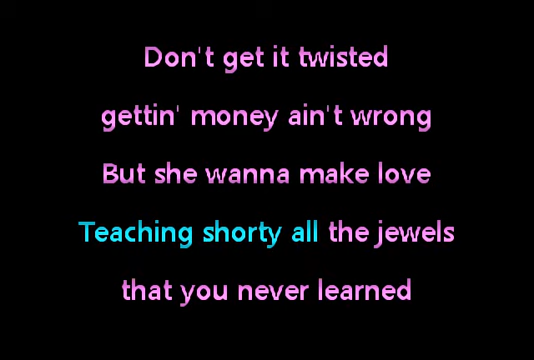 Don't get it twisted
gettin' money ain't wrong
But she wanna make love
Teaching shorty all the jewels
that you never learned